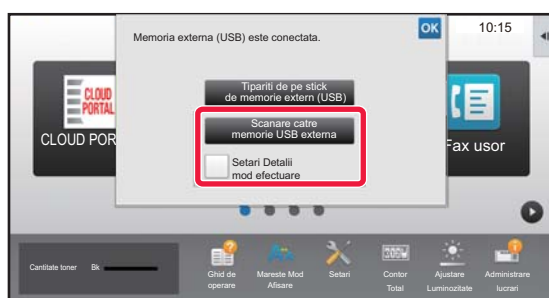 Memoria externa (USB) este conectata.
OK
10:15
Tipariti de pe stick
de memorie extern (USB)
Scanare catre
memorie USB externa
Setari Detalii
mod efectuare
CLOUD
PORTAL
CLOUD POR
Fax usor
Cantitate toner
Bk
Ghid de
operare
Mareste Mod
Afisare
Setari
Contor
Total
Ajustare
Luminozitate
Administrare
lucrari